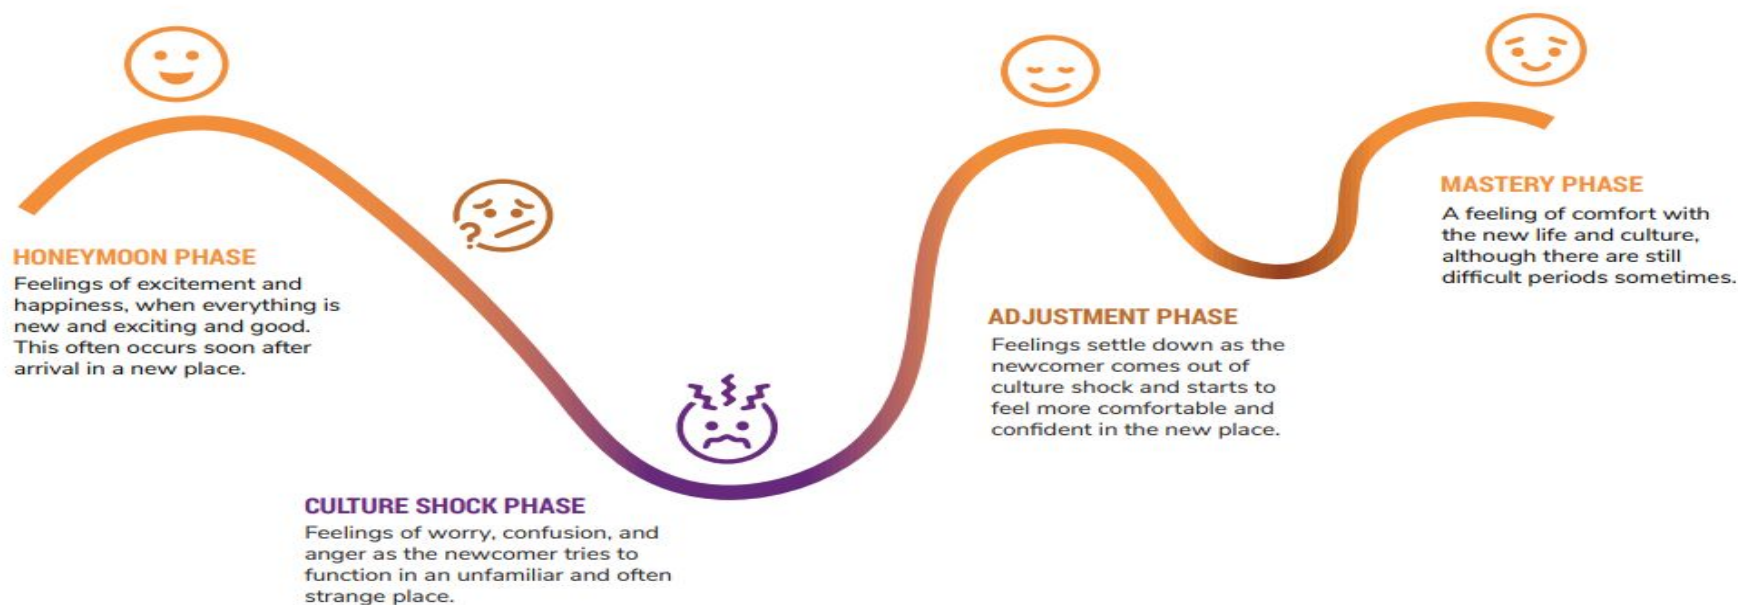 HONEYMOON PHASE
Feelings of excitement and
happiness, when everything is
new and exciting and good.
This often occurs soon after
arrival in a new place.
?
CULTURE SHOCK PHASE
Feelings of worry, confusion, and
anger as the newcomer tries to
function in an unfamiliar and often
strange place.
ADJUSTMENT PHASE
Feelings settle down as the
newcomer comes out of
culture shock and starts to
feel more comfortable and
confident in the new place.
MASTERY PHASE
A feeling of comfort with
the new life and culture,
although there are still
difficult periods sometimes.